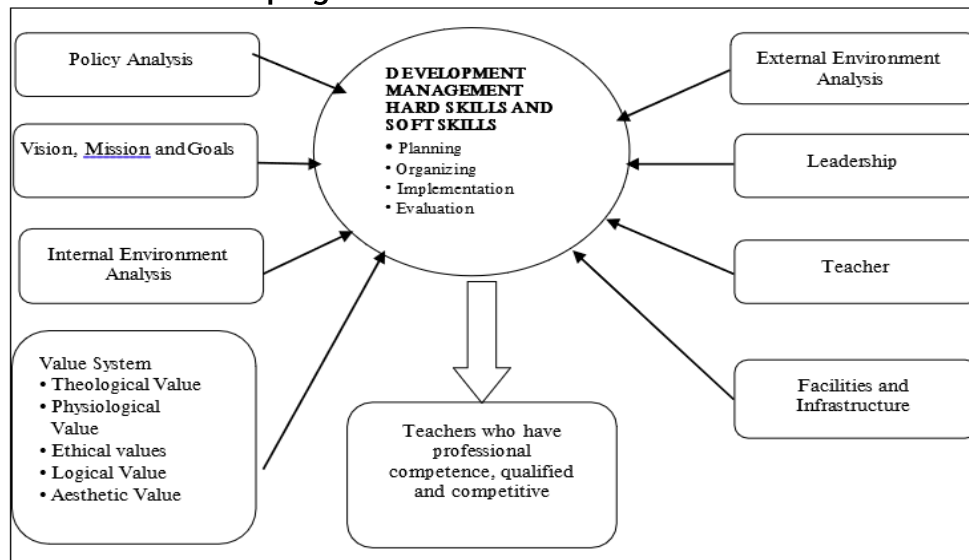 Policy Analysis
Vision, Mission and Goals
Internal Environment
Analysis
Value System
• Theological Value
• Physiological
Value
• Ethical values
• Logical Value
• Aesthetic Value
DEVELOPMENT
MANAGEMENT
HARD SKILLS AND
SOFT SKILLS
• Planning
• Organizing
• Implementation
• Evaluation
Teachers who have
professional
competence, qualified
and competitive
External Environment
Analysis
Leadership
Teacher
Facilities and
Infrastructure